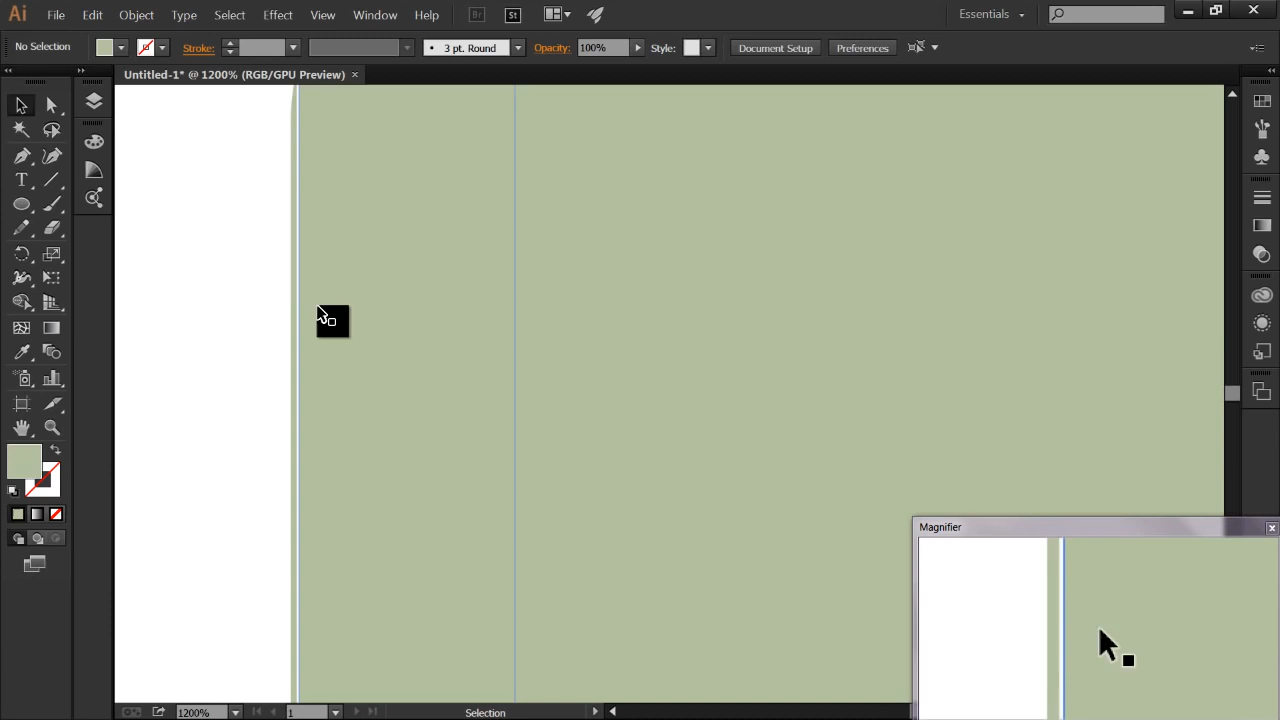 Ai File Edit Object Type Select Effect View Window Help Br St Essentials
No Selection Stroke: 3 pt. Round Opacity: 100% Style: Document Setup Preferences
Untitled-1* @ 1200% (RGB/GPU Preview)
T
Magnifier
1200% 1 Selection